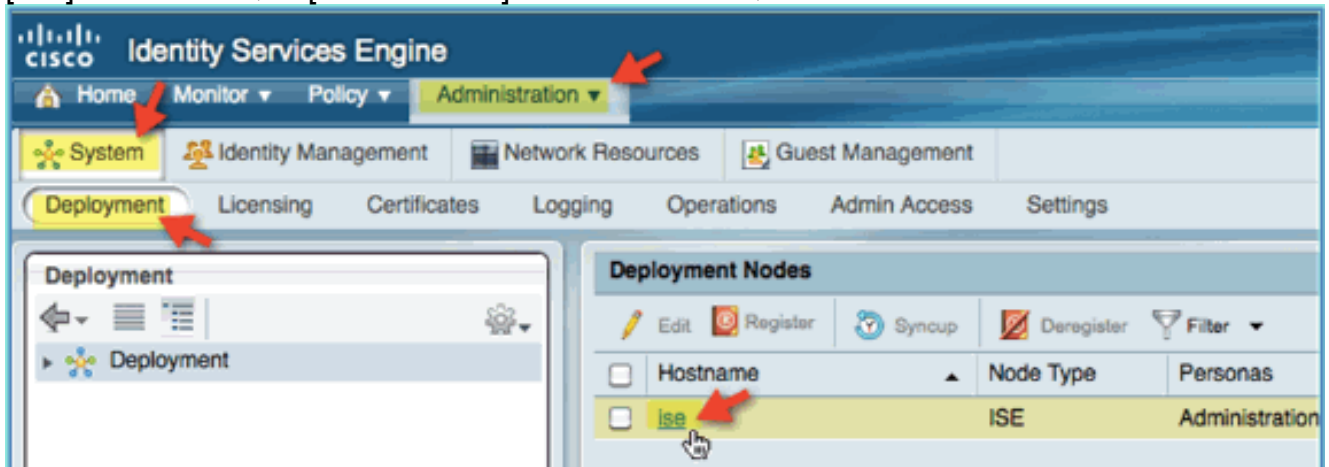 CISCO Identity Services Engine
Home Monitor Policy Administration
System Identity Management Network Resources Guest Management
Deployment Licensing Certificates Logging Operations Admin Access Settings
Deployment
Deployment
Deployment Nodes
Edit Register Syncup Deregister Filter
Hostname Node Type Personas
ise ISE Administration